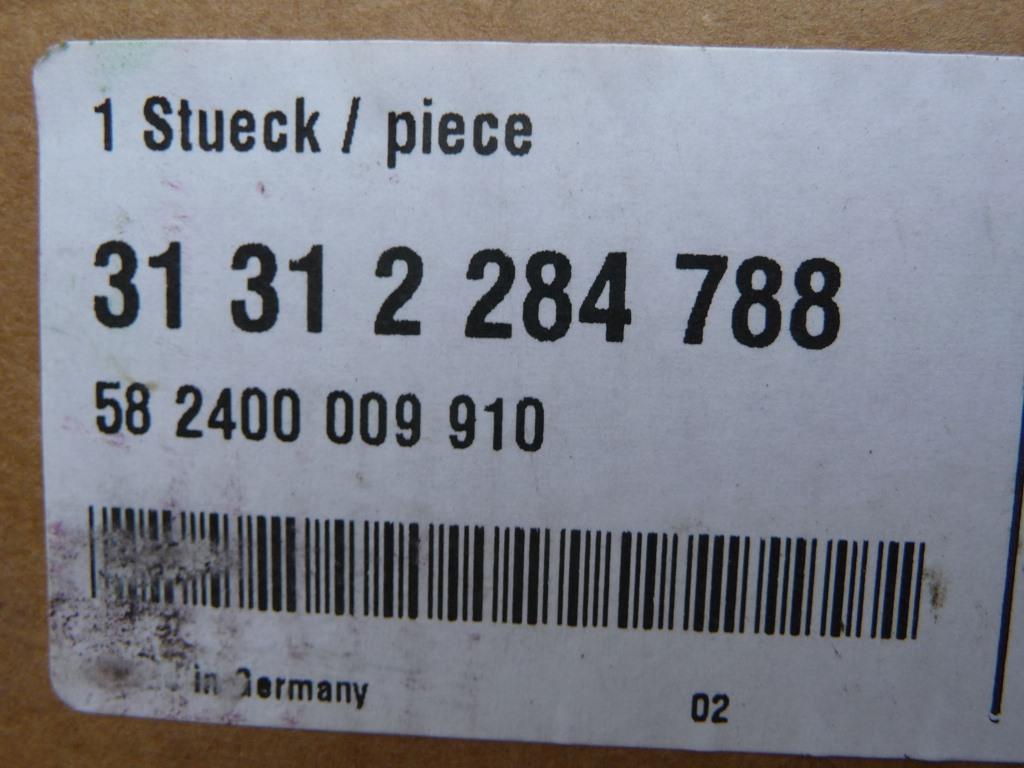 1 Stueck / piece
31 31 2 284 788
58 2400 009 910
in Germany
02